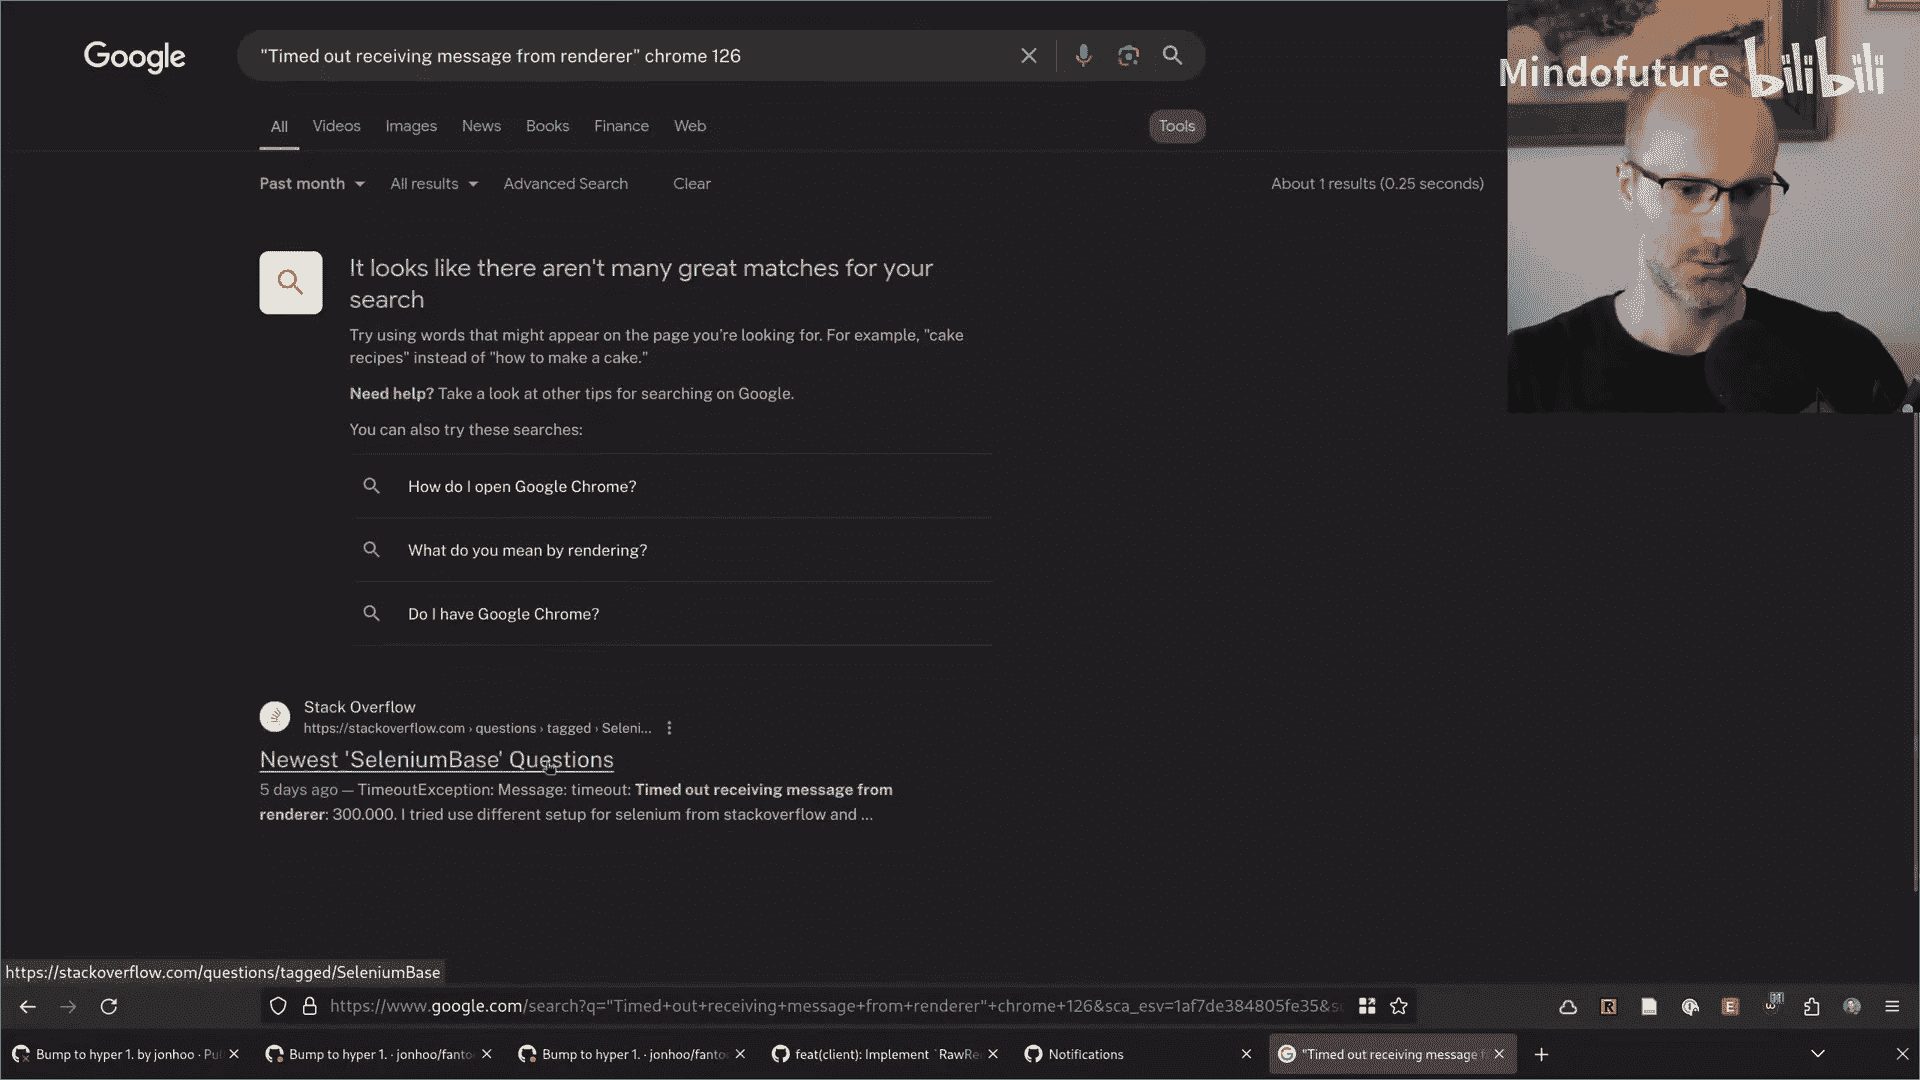 Google
"Timed out receiving message from renderer" chrome 126
Mindofuture bilibili
All Videos Images News Books Finance Web Tools
Past month All results Advanced Search Clear About 1 results (0.25 seconds)
It looks like there aren't many great matches for your
search
Try using words that might appear on the page you're looking for. For example, "cake
recipes" instead of "how to make a cake."
Need help? Take a look at other tips for searching on Google.
You can also try these searches:
How do I open Google Chrome?
What do you mean by rendering?
Do I have Google Chrome?
Stack Overflow
https://stackoverflow.com › questions › tagged › Seleni...
Newest 'SeleniumBase' Questions
5 days ago — TimeoutException: Message: timeout: Timed out receiving message from
renderer: 300.000. I tried use different setup for selenium from stackoverflow and ...
https://stackoverflow.com/questions/tagged/SeleniumBase
https://www.google.com/search?q="Timed+out+receiving+message+from+renderer"+chrome+126&sca_esv=1af7de384805fe35&s
Bump to hyper 1. by jonhoo · Pu Bump to hyper 1. · jonhoo/fanto Bump to hyper 1. · jonhoo/fanto feat(client): Implement `RawRe Notifications "Timed out receiving message